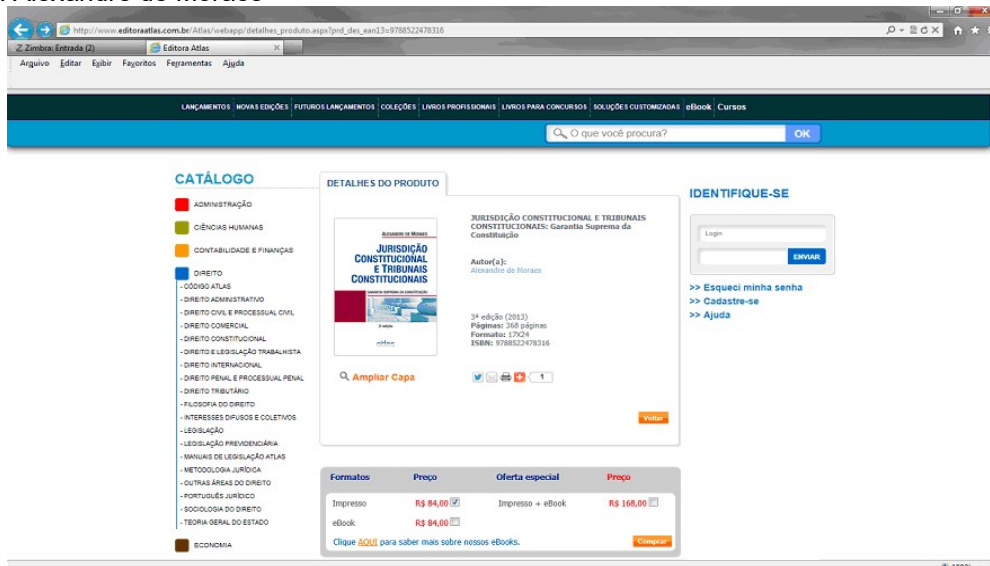 Alexandre de Moraes
http://www.editoraatlas.com.br/Atlas/webapp/detalhes_produto.aspx?prd_des_ean13=9788522478316
Zimbra: Entrada (2)
Editora Atlas
Arquivo Editar Exibir Favoritos Ferramentas Ajuda
LANÇAMENTOS NOVAS EDIÇÕES FUTUROS LANÇAMENTOS COLEÇÕES LIVROS PROFISSIONAIS LIVROS PARA CONCURSOS SOLUÇÕES CUSTOMIZADAS eBook Cursos
O que você procura?
OK
CATÁLOGO
ADMINISTRAÇÃO
CIÊNCIAS HUMANAS
CONTABILIDADE E FINANÇAS
DIREITO
- CÓDIGO ATLAS
- DIREITO ADMINISTRATIVO
- DIREITO CIVIL E PROCESSUAL CIVIL
- DIREITO COMERCIAL
- DIREITO CONSTITUCIONAL
- DIREITO E LEGISLAÇÃO TRABALHISTA
- DIREITO INTERNACIONAL
- DIREITO PENAL E PROCESSUAL PENAL
- DIREITO TRIBUTÁRIO
- FILOSOFIA DO DIREITO
- INTERESSES DIFUSOS E COLETIVOS
- LEGISLAÇÃO
- LEGISLAÇÃO PREVIDENCIÁRIA
- MANUAIS DE LEGISLAÇÃO ATLAS
- METODOLOGIA JURÍDICA
- OUTRAS ÁREAS DO DIREITO
- PORTUGUÊS JURÍDICO
- SOCIOLOGIA DO DIREITO
- TEORIA GERAL DO ESTADO
ECONOMIA
DETALHES DO PRODUTO
ALEXANDRE DE MORAES
JURISDIÇÃO
CONSTITUCIONAL
E TRIBUNAIS
CONSTITUCIONAIS
GARANTIA SUPREMA DA CONSTITUIÇÃO
3ª edição
atlas
Ampliar Capa
JURISDIÇÃO CONSTITUCIONAL E TRIBUNAIS
CONSTITUCIONAIS: Garantia Suprema da
Constituição
Autor(a):
Alexandre de Moraes
3ª edição (2013)
Páginas: 368 páginas
Formato: 17X24
ISBN: 9788522478316
1
Voltar
Formatos Preço Oferta especial Preço
Impresso R$ 84,00 Impresso + eBook R$ 168,00
eBook R$ 84,00
Clique AQUI para saber mais sobre nossos eBooks.
Comprar
IDENTIFIQUE-SE
Login
ENVIAR
>> Esqueci minha senha
>> Cadastre-se
>> Ajuda